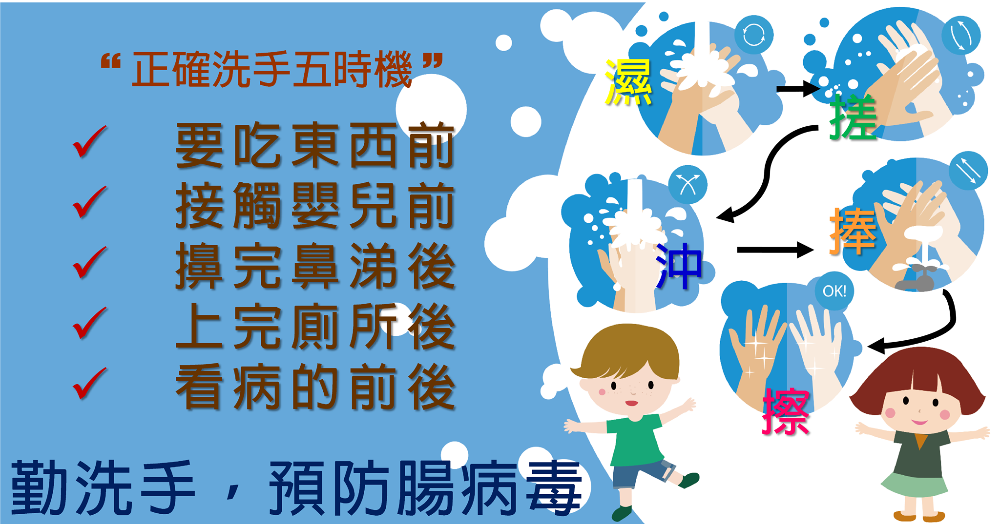 “正確洗手五時機”
要吃東西前
接觸嬰兒前
擤完鼻涕後
上完廁所後
看病的前後
勤洗手，預防腸病毒
濕
搓
沖
捧
OK!
擦